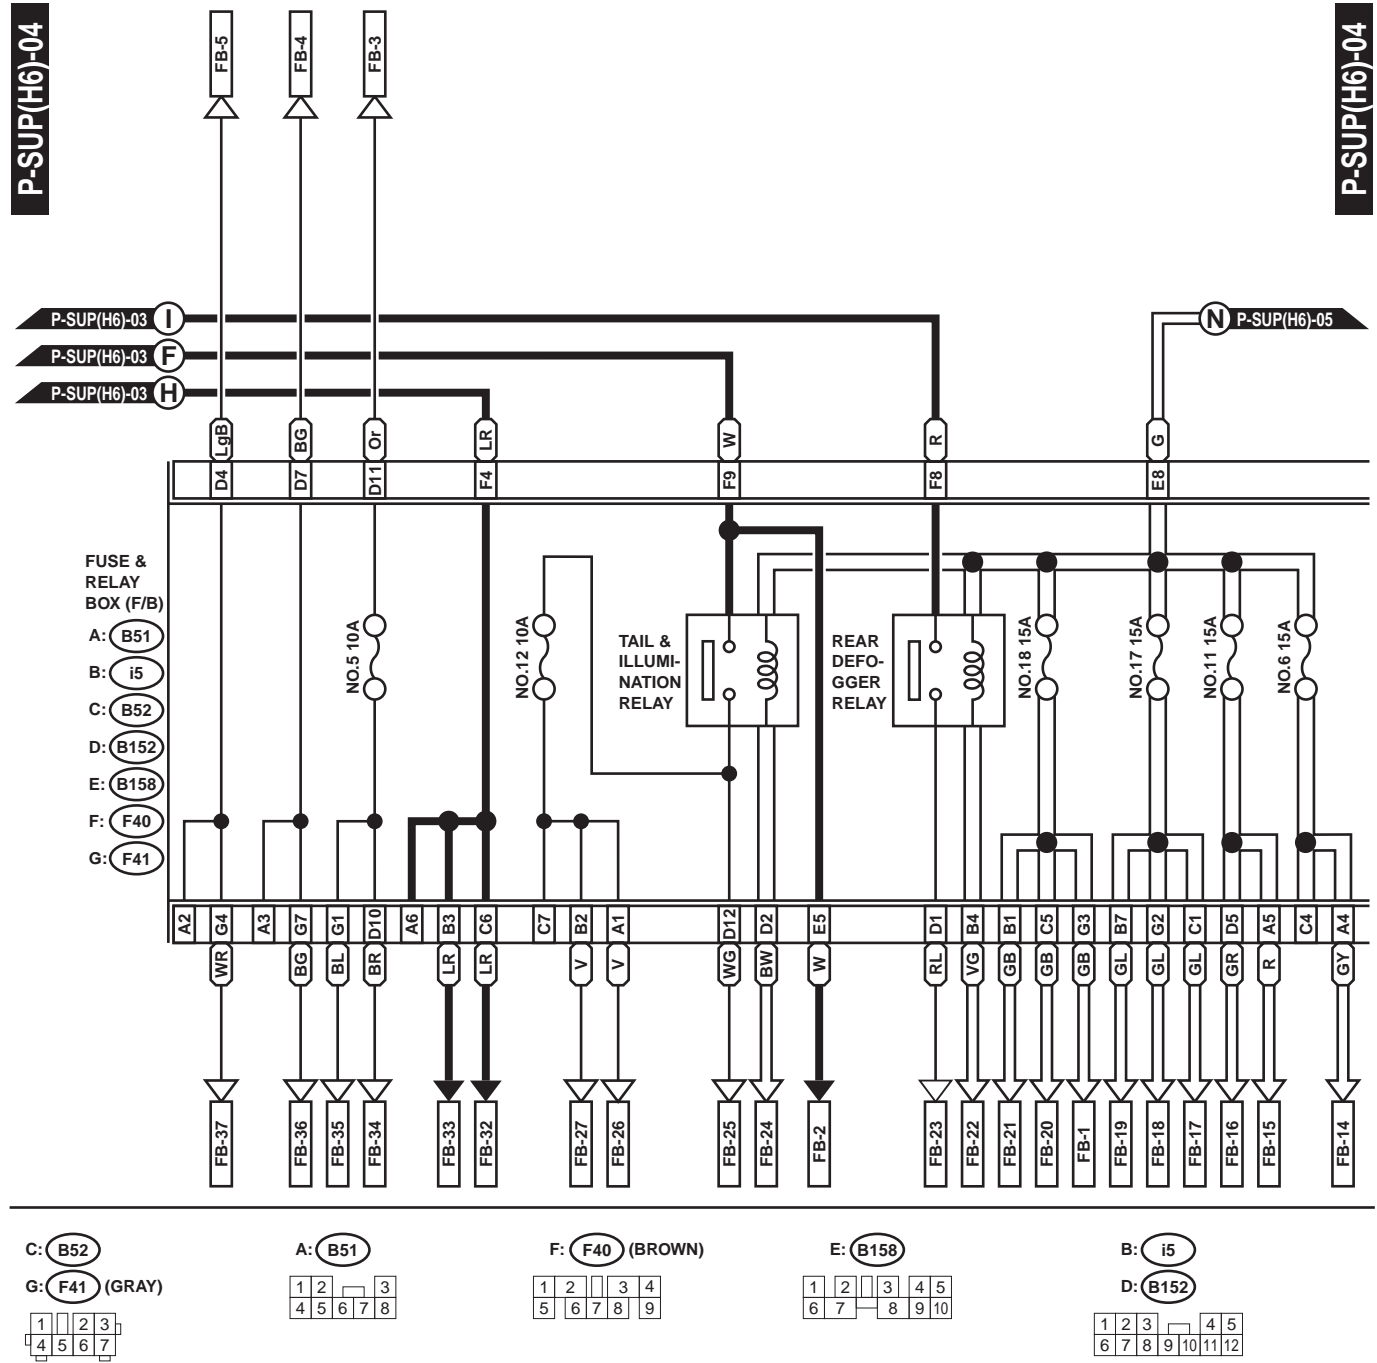 P-SUP(H6)-04
P-SUP(H6)-04
FB-5
FB-4
FB-3
P-SUP(H6)-03 I
N P-SUP(H6)-05
P-SUP(H6)-03 F
P-SUP(H6)-03 H
LgB
BG
Or
LR
W
R
G
D4
D7
D11
F4
F9
F8
E8
FUSE &
RELAY
BOX (F/B)
A: B51
B: i5
C: B52
D: B152
E: B158
F: F40
G: F41
NO.5 10A
NO.12 10A
TAIL &
ILLUMI-
NATION
RELAY
REAR
DEFO-
GGER
RELAY
NO.18 15A
NO.17 15A
NO.11 15A
NO.6 15A
A2
G4
A3
G7
G1
D10
A6
B3
C6
C7
B2
A1
D12
D2
E5
D1
B4
B1
C5
G3
B7
G2
C1
D5
A5
C4
A4
WR
BG
BL
BR
LR
LR
V
V
WG
BW
W
RL
VG
GB
GB
GB
GL
GL
GL
GR
R
GY
FB-37
FB-36
FB-35
FB-34
FB-33
FB-32
FB-27
FB-26
FB-25
FB-24
FB-2
FB-23
FB-22
FB-21
FB-20
FB-1
FB-19
FB-18
FB-17
FB-16
FB-15
FB-14
C: B52
G: F41 (GRAY)
1 2 3
4 5 6 7
A: B51
1 2 3
4 5 6 7 8
F: F40 (BROWN)
1 2 3 4
5 6 7 8 9
E: B158
1 2 3 4 5
6 7 8 9 10
B: i5
D: B152
1 2 3 4 5
6 7 8 9 10 11 12